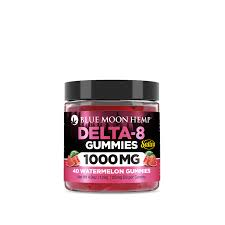 BLUE MOON HEMP
DELTA-8
GUMMIES
Sativa
1000MG
40 WATERMELON GUMMIES